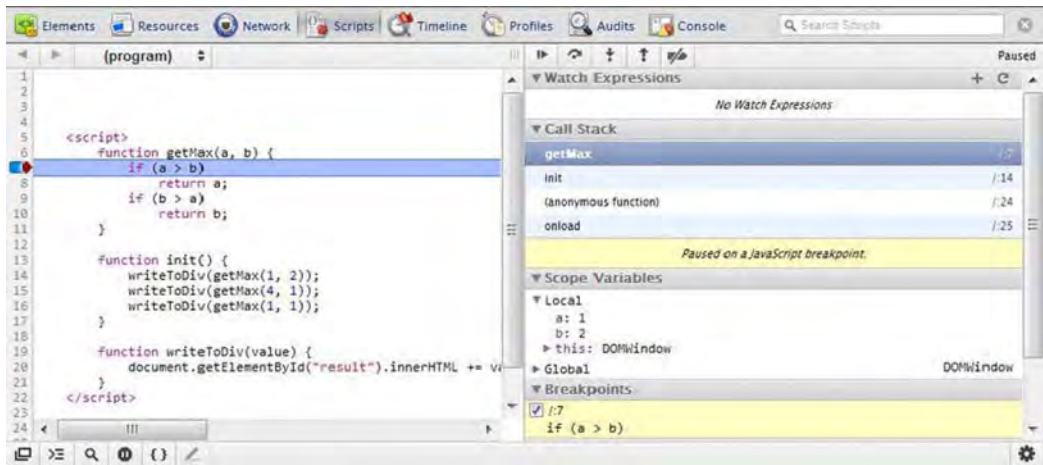 Elements Resources Network Scripts Timeline Profiles Audits Console Search Scripts
(program) Paused
1
2
3
4
5 <script>
6 function getMax(a, b) {
if (a > b)
8 return a;
9 if (b > a)
10 return b;
11 }
12
13 function init() {
14 writeToDiv(getMax(1, 2));
15 writeToDiv(getMax(4, 1));
16 writeToDiv(getMax(1, 1));
17 }
18
19 function writeToDiv(value) {
20 document.getElementById("result").innerHTML += va
21 }
22 </script>
23
24
Watch Expressions
No Watch Expressions
Call Stack
getMax /:7
init /:14
(anonymous function) /:24
onload /:25
Paused on a JavaScript breakpoint.
Scope Variables
Local
a: 1
b: 2
this: DOMWindow
Global DOMWindow
Breakpoints
/:7
if (a > b)